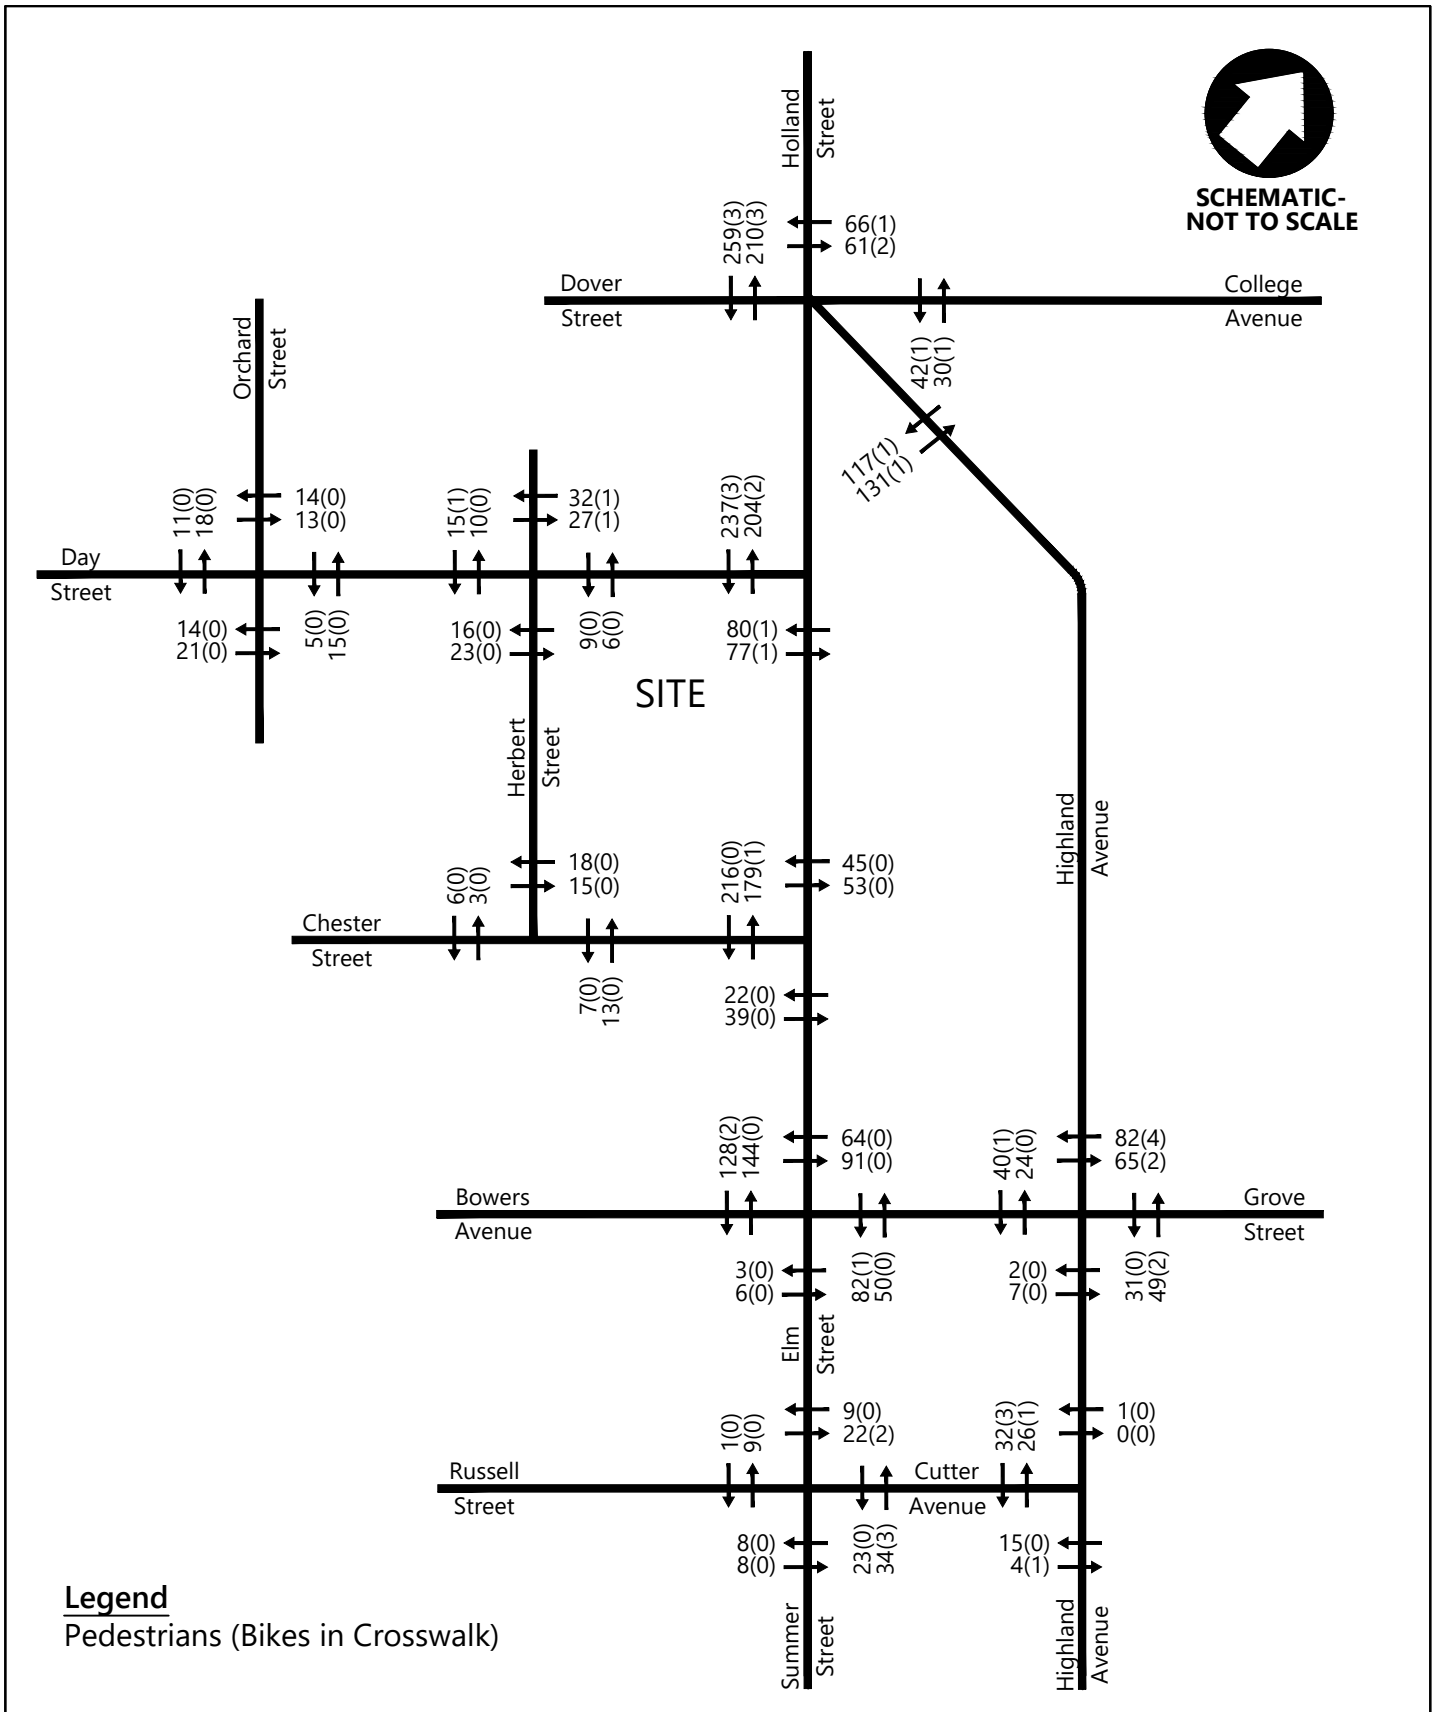 Holland
Street
SCHEMATIC-
NOT TO SCALE
259(3)
210(3)
66(1)
61(2)
Dover
Street
College
Avenue
42(1)
30(1)
117(1)
131(1)
Orchard
Street
11(0)
18(0)
14(0)
13(0)
15(1)
10(0)
32(1)
27(1)
237(3)
204(2)
Day
Street
14(0)
21(0)
5(0)
15(0)
16(0)
23(0)
9(0)
6(0)
80(1)
77(1)
SITE
Herbert
Street
Highland
Avenue
6(0)
3(0)
18(0)
15(0)
216(0)
179(1)
45(0)
53(0)
Chester
Street
7(0)
13(0)
22(0)
39(0)
128(2)
144(0)
64(0)
91(0)
40(1)
24(0)
82(4)
65(2)
Bowers
Avenue
Grove
Street
3(0)
6(0)
82(1)
50(0)
2(0)
7(0)
31(0)
49(2)
Elm
Street
1(0)
9(0)
9(0)
22(2)
32(3)
26(1)
1(0)
0(0)
Russell
Street
Cutter
Avenue
8(0)
8(0)
23(0)
34(3)
15(0)
4(1)
Legend
Pedestrians (Bikes in Crosswalk)
Summer
Street
Highland
Avenue